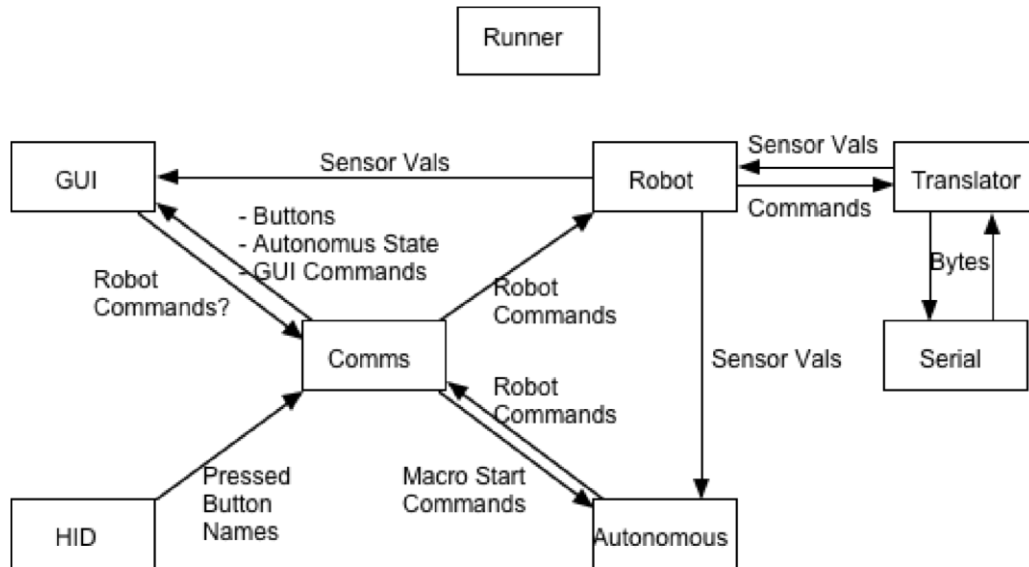 Runner
GUI
Sensor Vals
Robot
Sensor Vals
Translator
Commands
- Buttons
- Autonomus State
- GUI Commands
Robot
Commands?
Robot
Commands
Bytes
Comms
Sensor Vals
Serial
Robot
Commands
Pressed
Button
Names
Macro Start
Commands
HID
Autonomous